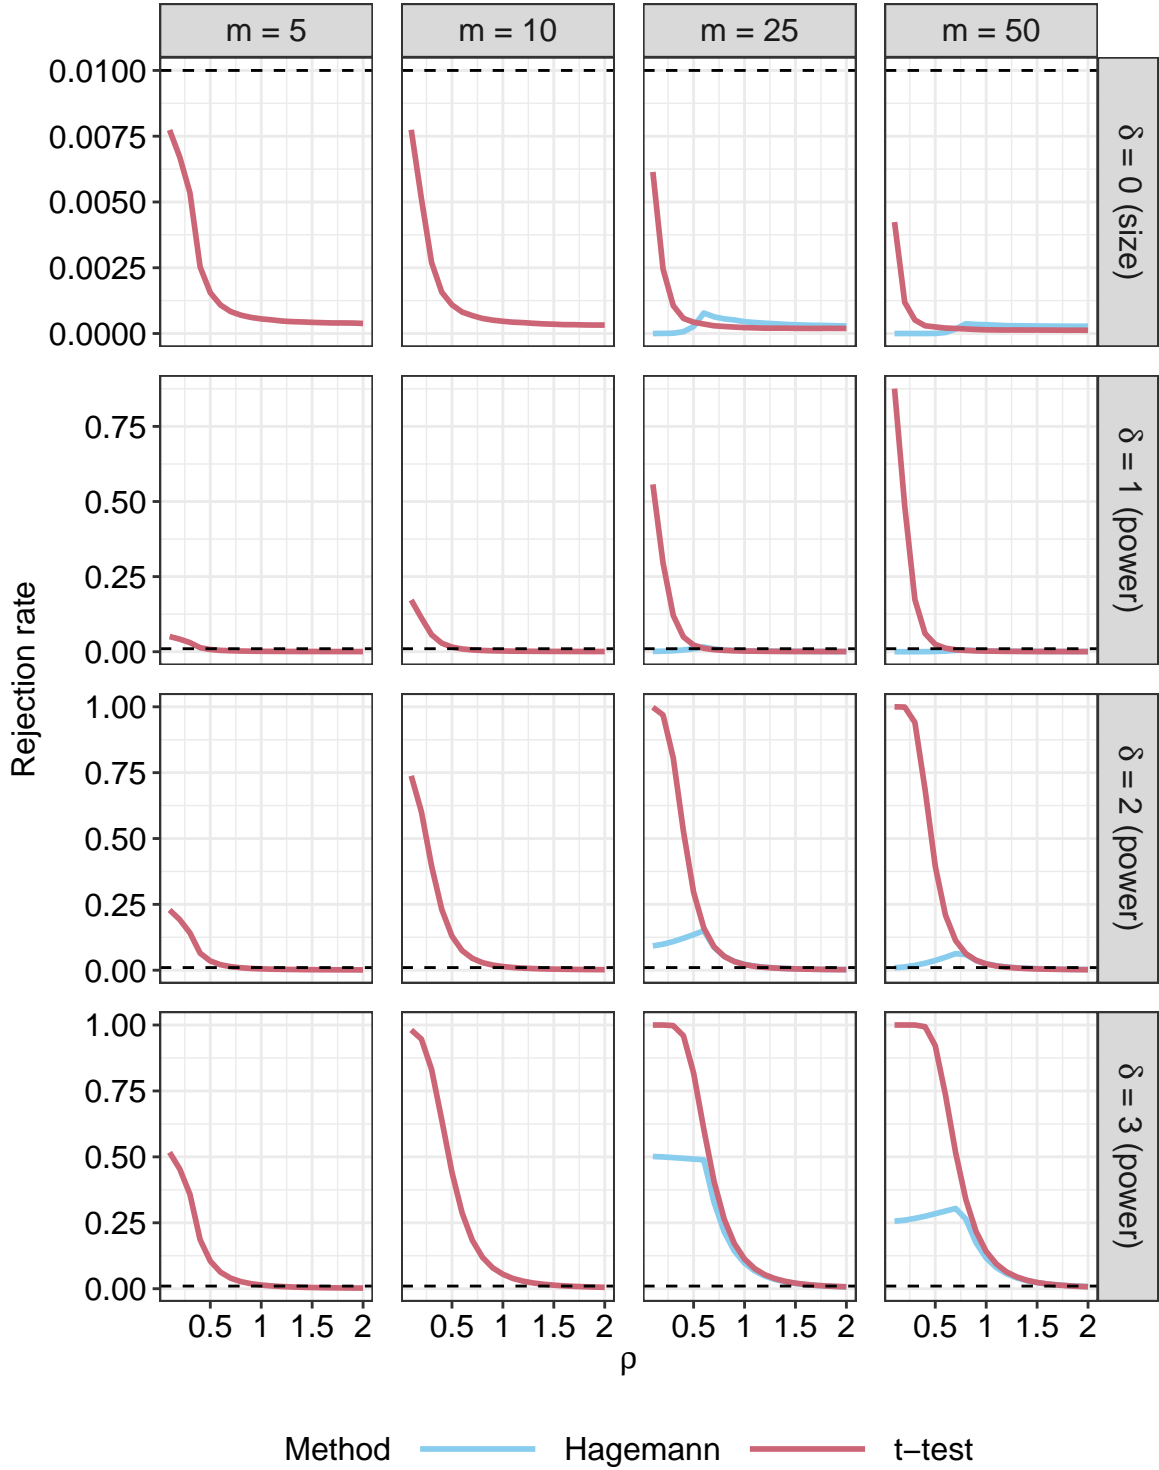 m = 5
m = 10
m = 25
m = 50
0.0100
0.0075
0.0050
0.0025
0.0000
δ = 0 (size)
0.75
0.50
0.25
0.00
δ = 1 (power)
1.00
0.75
0.50
0.25
0.00
δ = 2 (power)
1.00
0.75
0.50
0.25
0.00
δ = 3 (power)
Rejection rate
0.5 1 1.5 2
0.5 1 1.5 2
0.5 1 1.5 2
0.5 1 1.5 2
ρ
Method Hagemann t−test